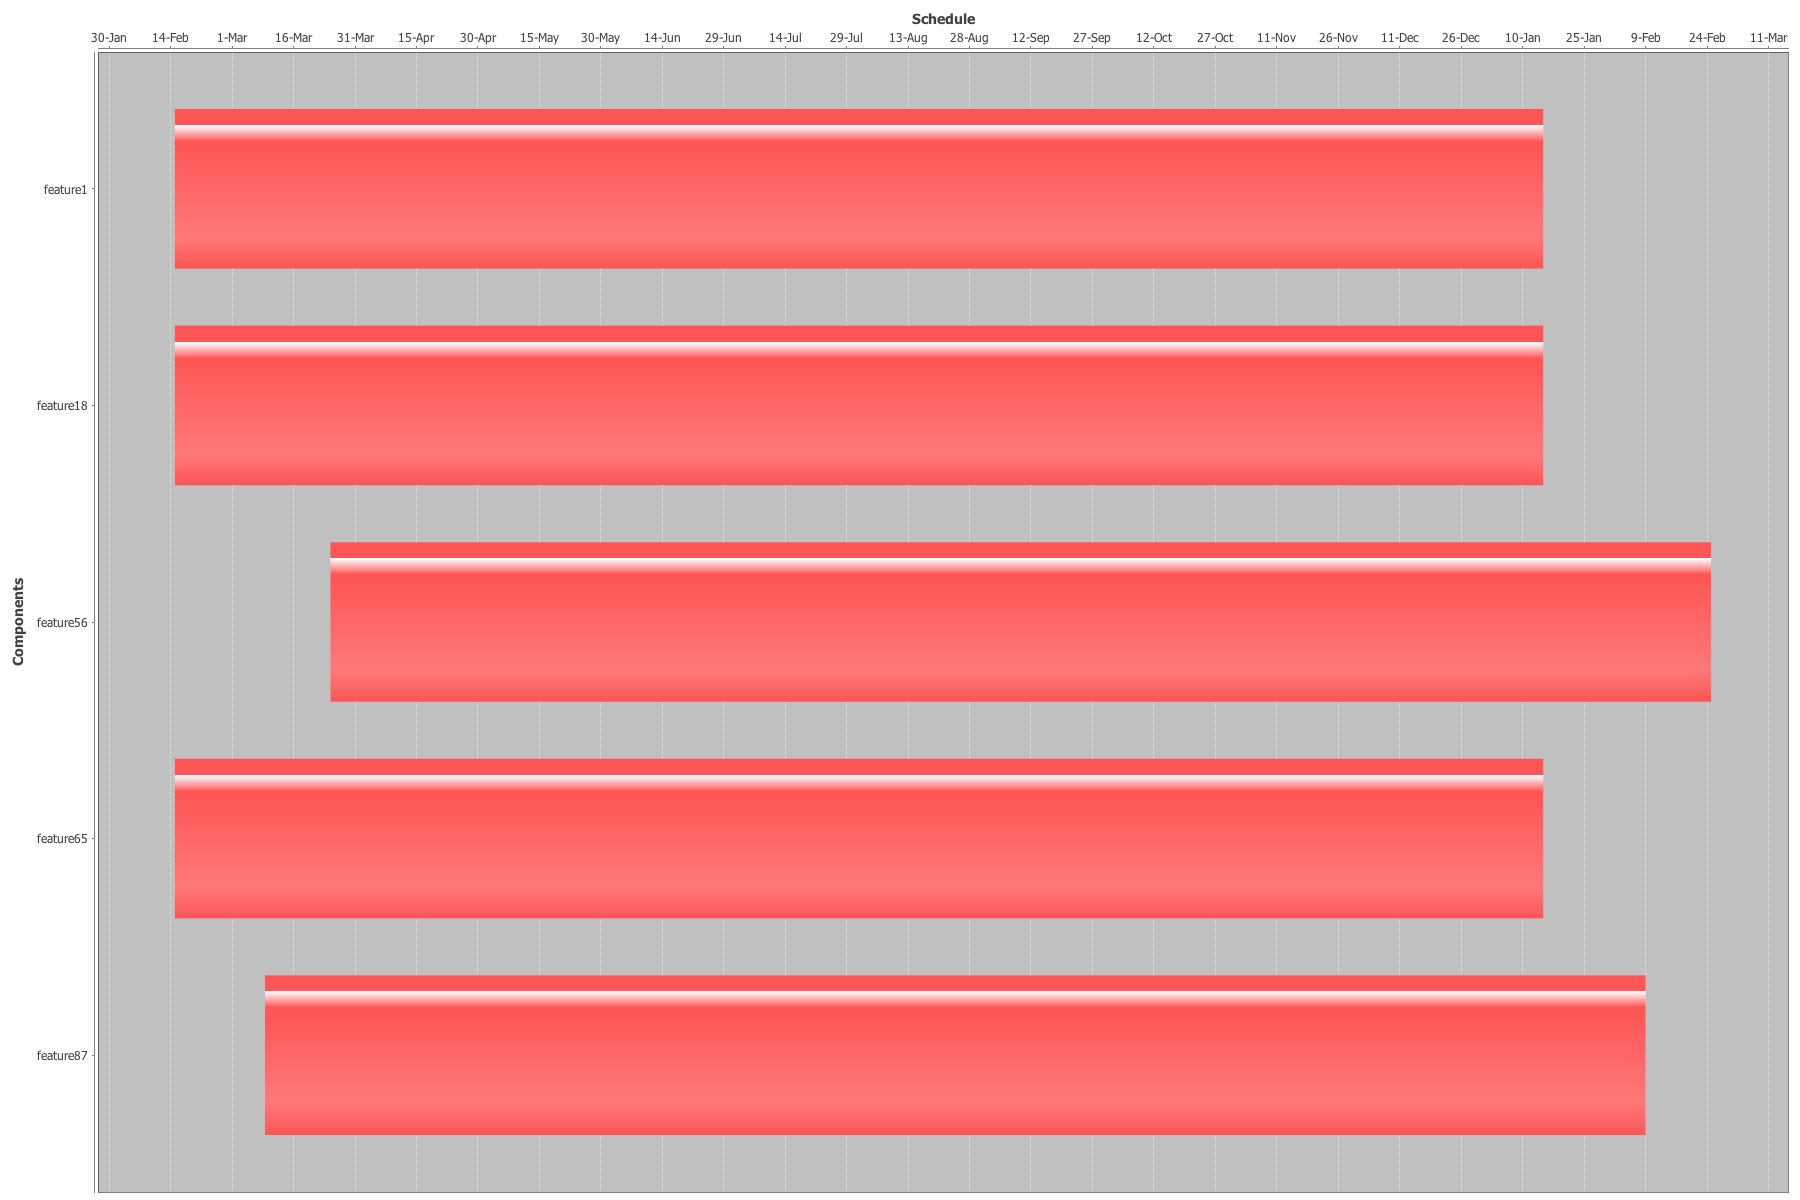 Schedule
30-Jan 14-Feb 1-Mar 16-Mar 31-Mar 15-Apr 30-Apr 15-May 30-May 14-Jun 29-Jun 14-Jul 29-Jul 13-Aug 28-Aug 12-Sep 27-Sep 12-Oct 27-Oct 11-Nov 26-Nov 11-Dec 26-Dec 10-Jan 25-Jan 9-Feb 24-Feb 11-Mar
feature1
feature18
feature56
Components
feature65
feature87